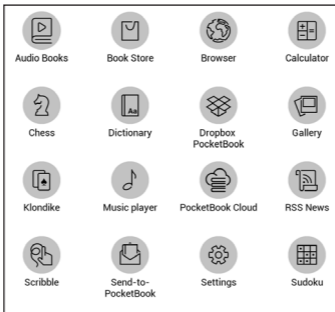 Audio Books Book Store Browser Calculator
Chess Dictionary Dropbox PocketBook Gallery
Aa
Klondike Music player PocketBook Cloud RSS News
Scribble Send-to-PocketBook Settings Sudoku